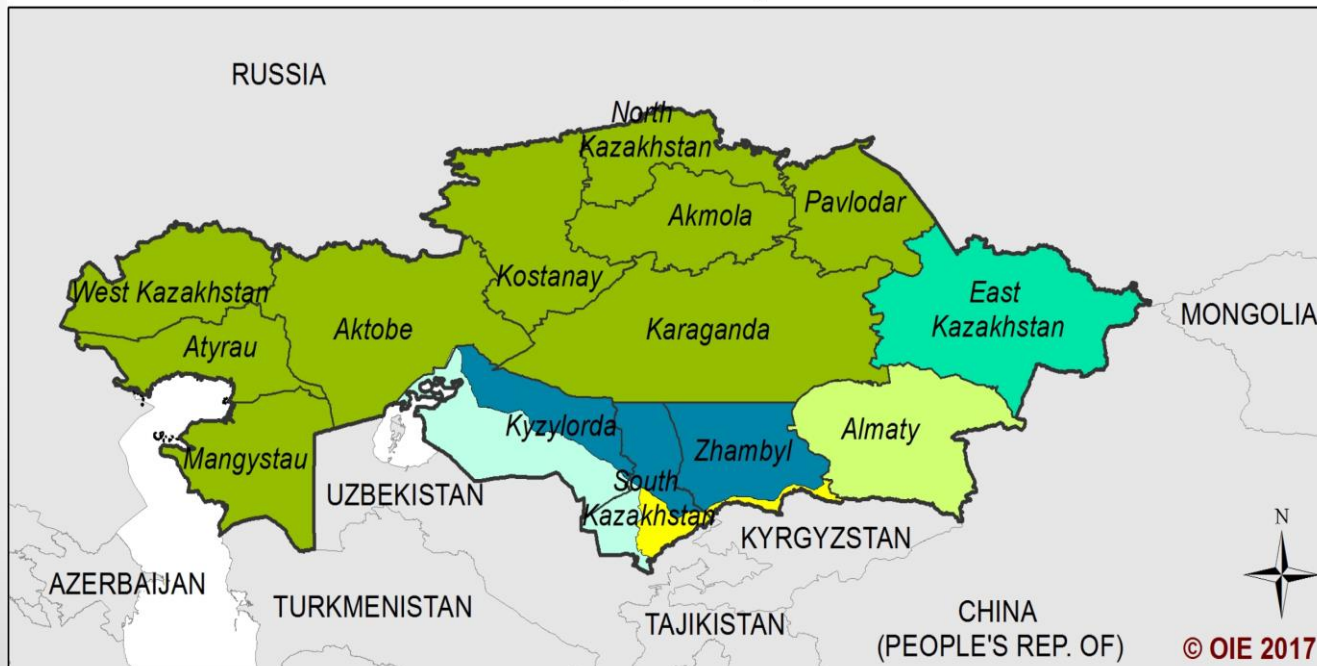 RUSSIA
North
Kazakhstan
Pavlodar
Akmola
Kostanay
West Kazakhstan
East
Kazakhstan
MONGOLIA
Aktobe
Karaganda
Atyrau
Kyzylorda
Zhambyl
Almaty
Mangystau
South
Kazakhstan
UZBEKISTAN
KYRGYZSTAN
N
AZERBAIJAN
TURKMENISTAN
TAJIKISTAN
CHINA
(PEOPLE'S REP. OF)
© OIE 2017